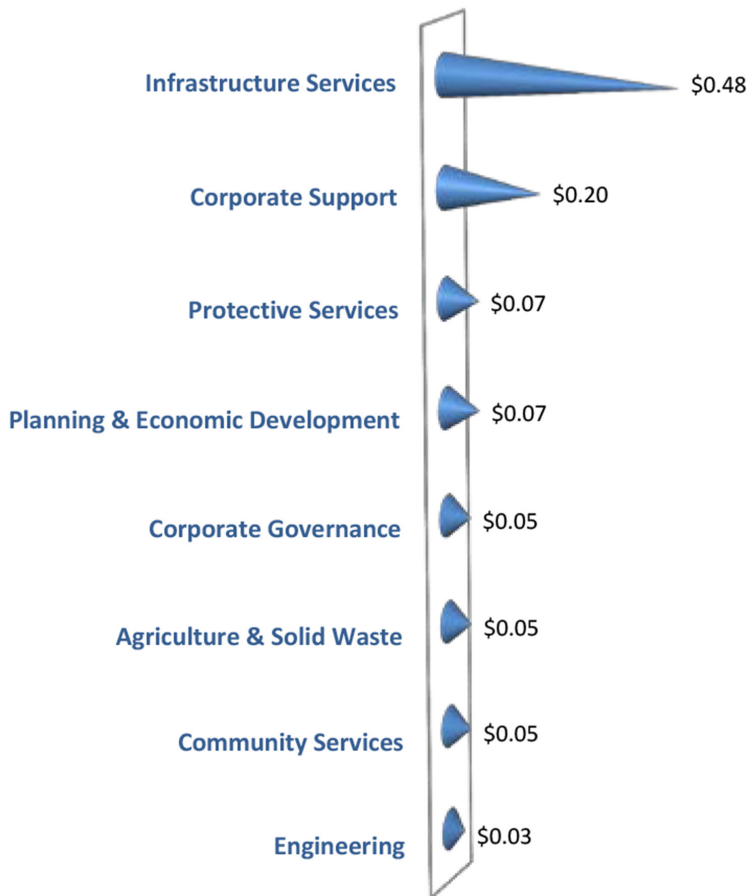 Infrastructure Services $0.48
Corporate Support $0.20
Protective Services $0.07
Planning & Economic Development $0.07
Corporate Governance $0.05
Agriculture & Solid Waste $0.05
Community Services $0.05
Engineering $0.03